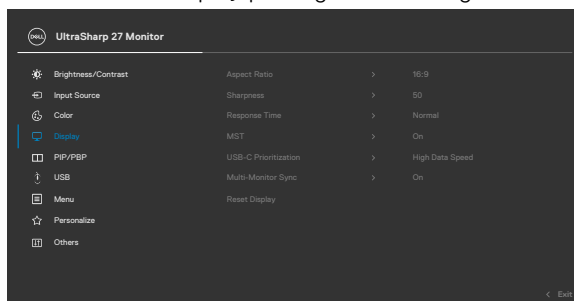 DELL UltraSharp 27 Monitor
Brightness/Contrast Aspect Ratio > 16:9
Input Source Sharpness > 50
Color Response Time > Normal
Display MST > On
PIP/PBP USB-C Prioritization > High Data Speed
USB Multi-Monitor Sync > On
Menu Reset Display
Personalize
Others
< Exit